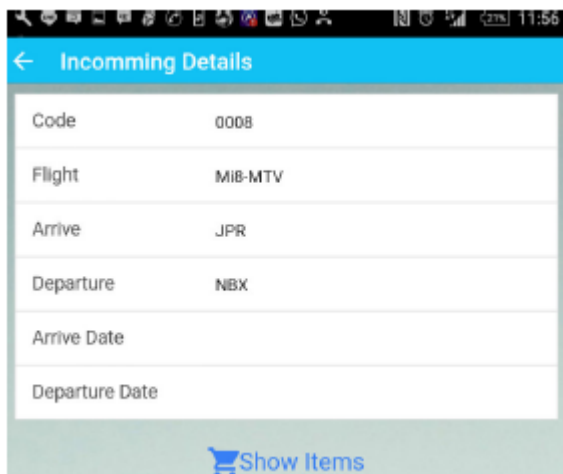 27% 11:56
Incomming Details
Code 0008
Flight Mi8-MTV
Arrive JPR
Departure NBX
Arrive Date
Departure Date
Show Items